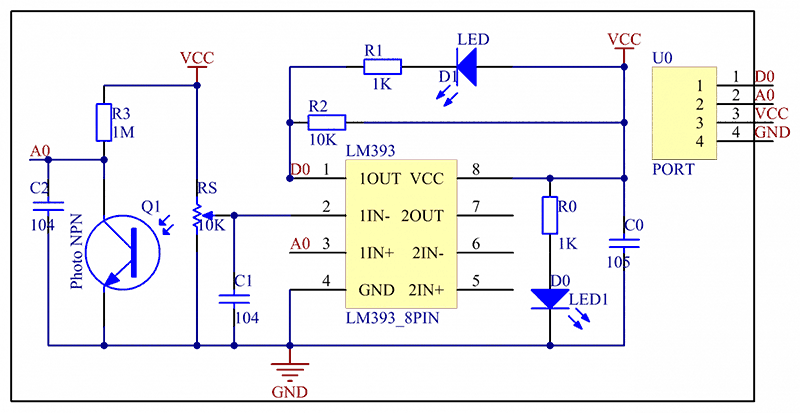 VCC
R3
1M
A0
C2
104
Photo NPN
Q1
RS
10K
C1
104
GND
R1
1K
D1
LED
VCC
R2
10K
LM393
D0 1 1OUT VCC 8
2 1IN- 2OUT 7
A0 3 1IN+ 2IN- 6
4 GND 2IN+ 5
LM393_8PIN
R0
1K
D0
LED1
C0
105
U0
1 1 D0
2 2 A0
3 3 VCC
4 4 GND
PORT